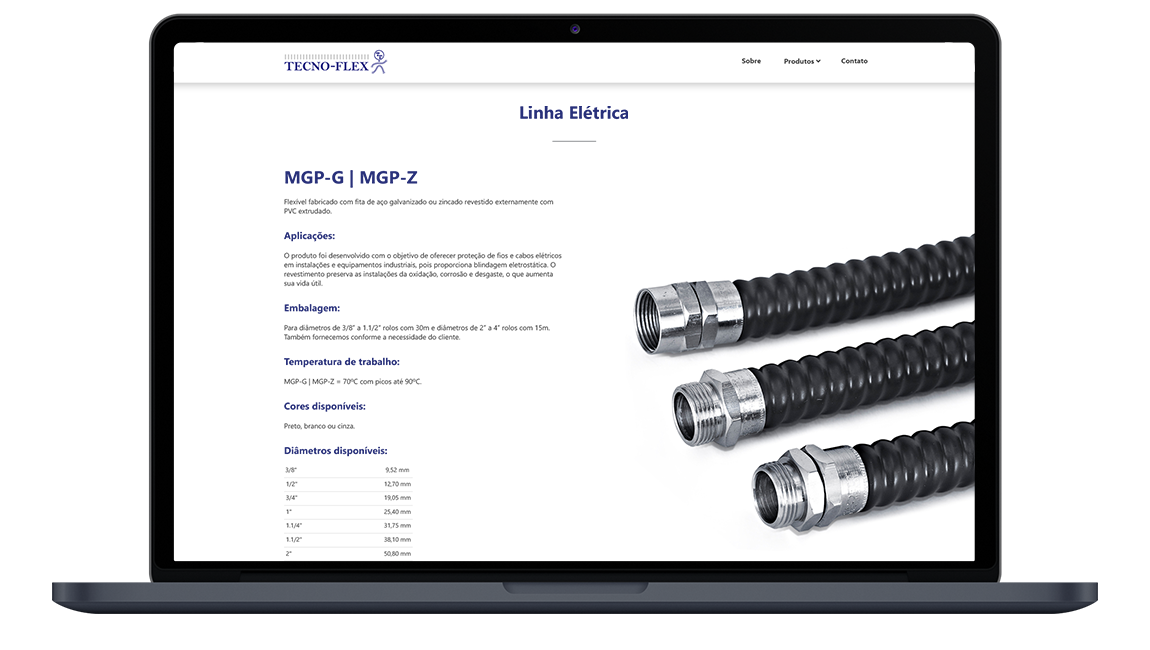 TECNO-FLEX
Sobre
Produtos
Contato
Linha Elétrica
MGP-G | MGP-Z
Flexível fabricado com fita de aço galvanizado ou zincado revestido externamente com
PVC extrudado.
Aplicações:
O produto foi desenvolvido com o objetivo de oferecer proteção de fios e cabos elétricos
em instalações e equipamentos industriais, pois proporciona blindagem eletrostática. O
revestimento preserva as instalações da oxidação, corrosão e desgaste, o que aumenta
sua vida útil.
Embalagem:
Para diâmetros de 3/8” a 1.1/2” rolos com 30m e diâmetros de 2” a 4” rolos com 15m.
Também fornecemos conforme a necessidade do cliente.
Temperatura de trabalho:
MGP-G | MGP-Z = 70ºC com picos até 90ºC.
Cores disponíveis:
Preto, branco ou cinza.
Diâmetros disponíveis:
3/8" 9,52 mm
1/2" 12,70 mm
3/4" 19,05 mm
1" 25,40 mm
1.1/4" 31,75 mm
1.1/2" 38,10 mm
2" 50,80 mm